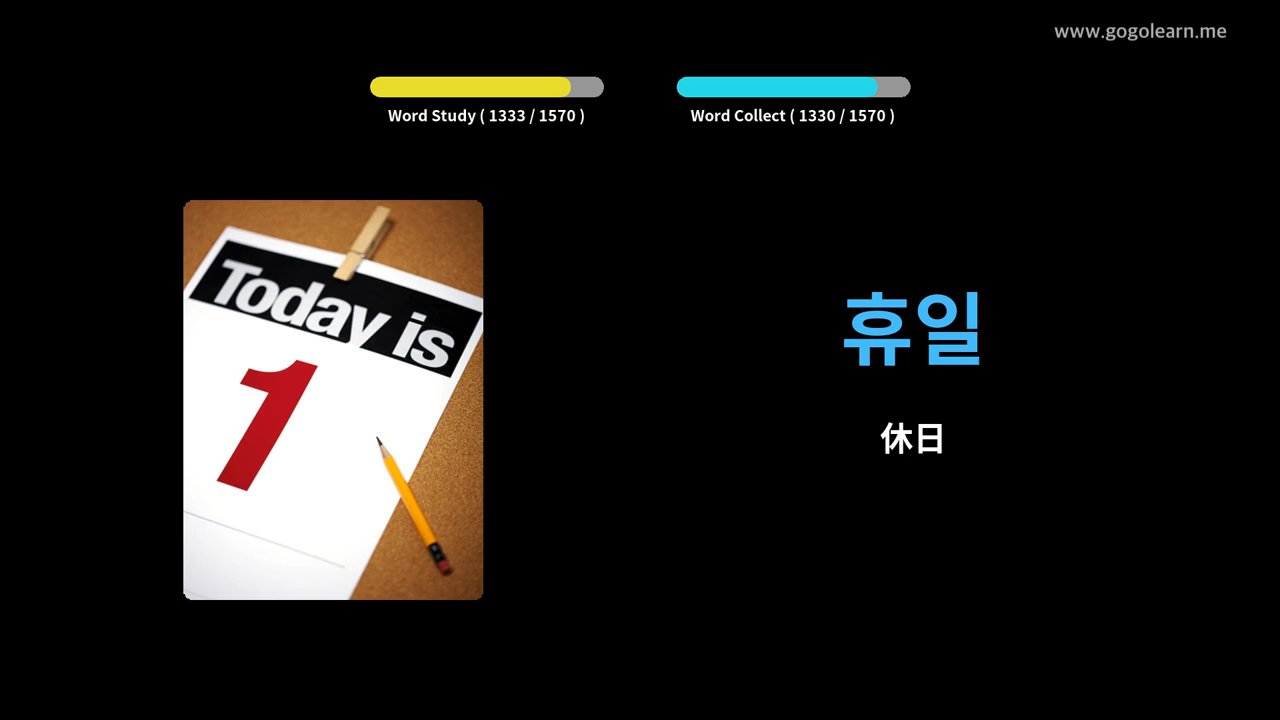 www.gogolearn.me
Word Study ( 1333 / 1570 )
Word Collect ( 1330 / 1570 )
Today is
1
휴일
休日